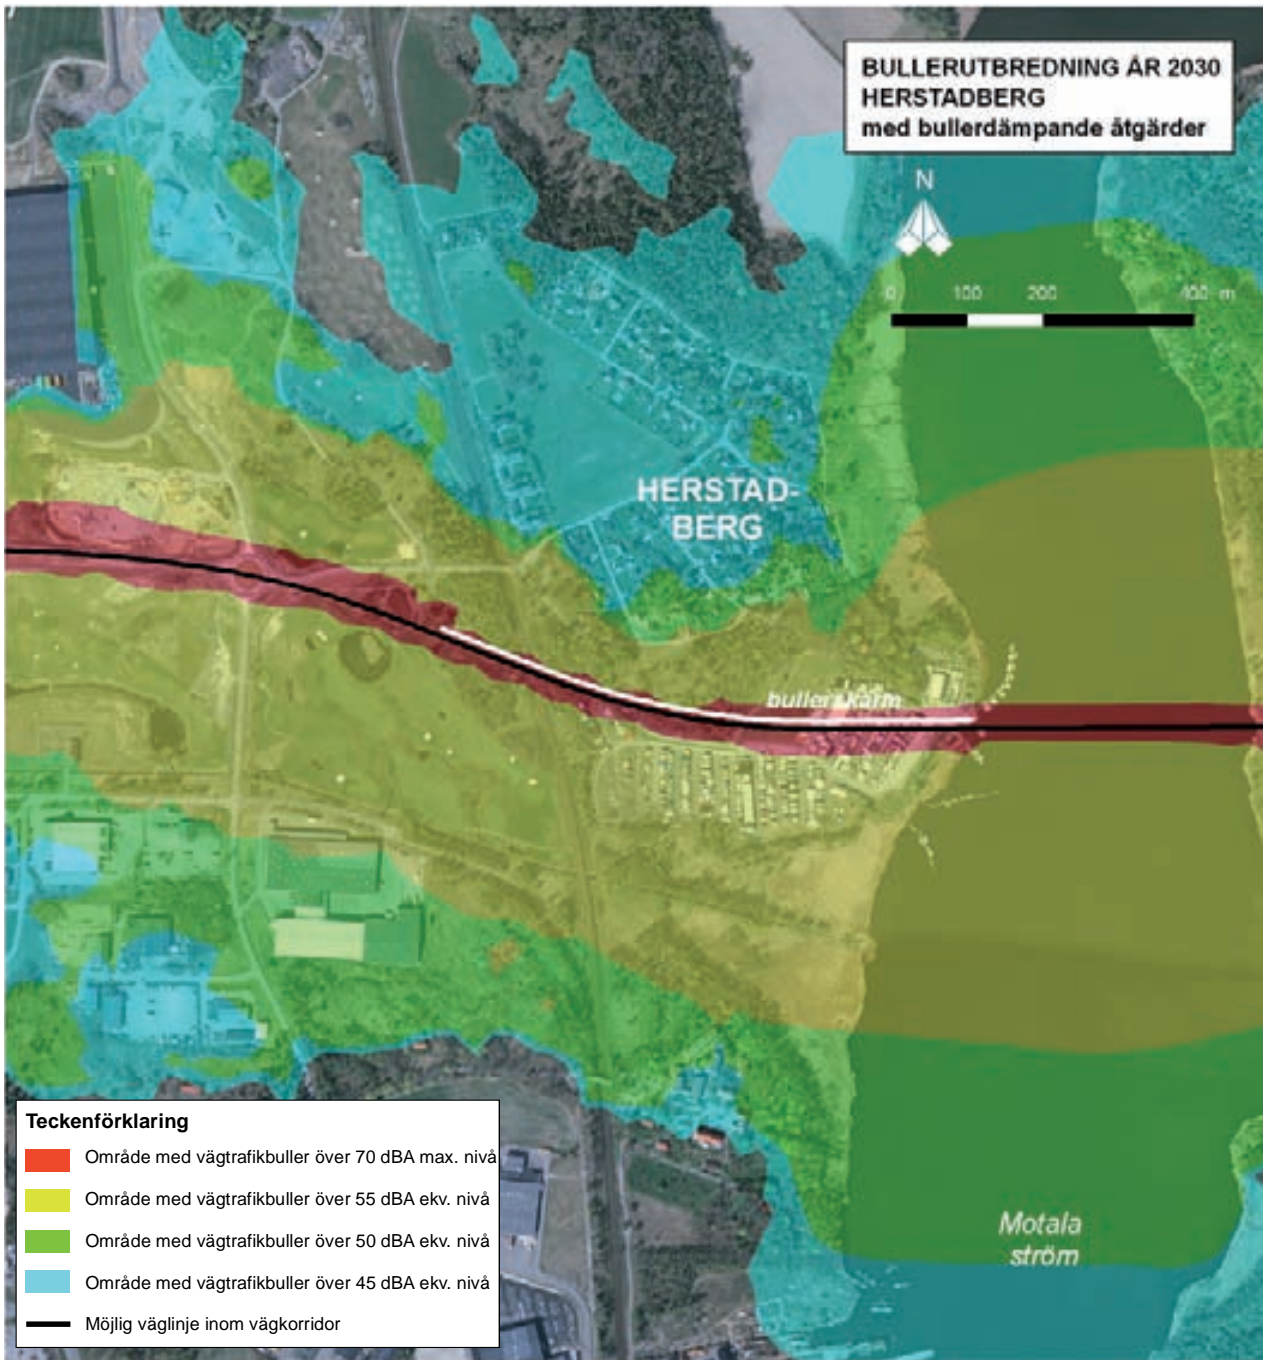 BULLERUTBREDNING ÅR 2030
HERSTADBERG
med bullerdämpande åtgärder
N
0 100 200 400 m
HERSTAD-
BERG
bullerskärm
Motala
ström
Teckenförklaring
Område med vägtrafikbuller över 70 dBA max. nivå
Område med vägtrafikbuller över 55 dBA ekv. nivå
Område med vägtrafikbuller över 50 dBA ekv. nivå
Område med vägtrafikbuller över 45 dBA ekv. nivå
Möjlig väglinje inom vägkorridor